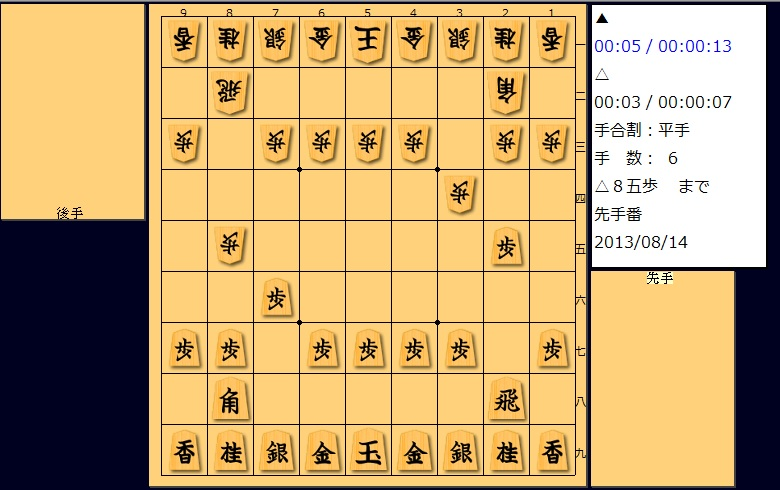 9 8 7 6 5 4 3 2 1
香 桂 銀 金 王 金 銀 桂 香 一
飛 角 二
歩 歩 歩 歩 歩 歩 歩 三
歩 四
歩 歩 五
歩 六
歩 歩 歩 歩 歩 歩 歩 七
角 飛 八
香 桂 銀 金 王 金 銀 桂 香 九
後手
▲
00:05 / 00:00:13
△
00:03 / 00:00:07
手合割：平手
手 数： 6
△８五歩 まで
先手番
2013/08/14
先手